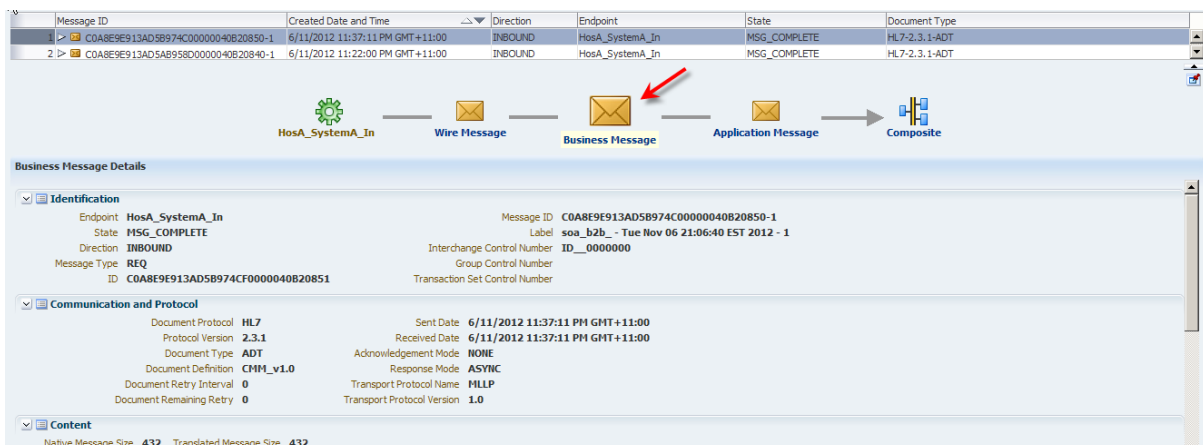 Message ID Created Date and Time Direction Endpoint State Document Type
1 C0A8E9E913AD5B974C00000040B20850-1 6/11/2012 11:37:11 PM GMT+11:00 INBOUND HosA_SystemA_In MSG_COMPLETE HL7-2.3.1-ADT
2 C0A8E9E913AD5AB958D0000040B20840-1 6/11/2012 11:22:00 PM GMT+11:00 INBOUND HosA_SystemA_In MSG_COMPLETE HL7-2.3.1-ADT
HosA_SystemA_In Wire Message Business Message Application Message Composite
Business Message Details
Identification
Endpoint HosA_SystemA_In Message ID C0A8E9E913AD5B974C00000040B20850-1
State MSG_COMPLETE Label soa_b2b_ - Tue Nov 06 21:06:40 EST 2012 - 1
Direction INBOUND Interchange Control Number ID__0000000
Message Type REQ Group Control Number
ID C0A8E9E913AD5B974CF0000040B20851 Transaction Set Control Number
Communication and Protocol
Document Protocol HL7 Sent Date 6/11/2012 11:37:11 PM GMT+11:00
Protocol Version 2.3.1 Received Date 6/11/2012 11:37:11 PM GMT+11:00
Document Type ADT Acknowledgement Mode NONE
Document Definition CMM_v1.0 Response Mode ASYNC
Document Retry Interval 0 Transport Protocol Name MLLP
Document Remaining Retry 0 Transport Protocol Version 1.0
Content
Native Message Size 432 Translated Message Size 432